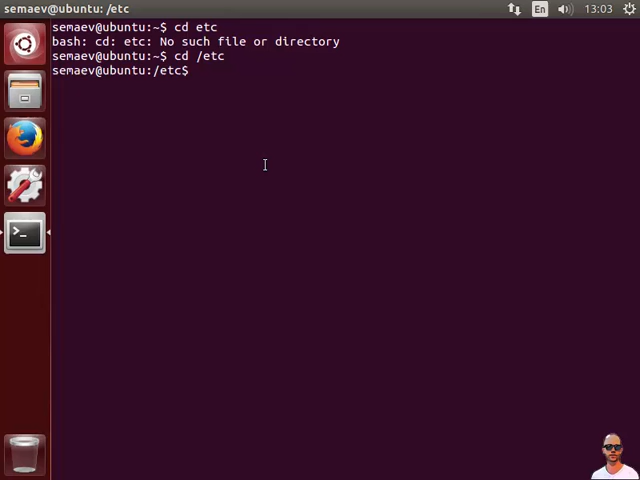 semaev@ubuntu: /etc
En
13:03
semaev@ubuntu:~$ cd etc
bash: cd: etc: No such file or directory
semaev@ubuntu:~$ cd /etc
semaev@ubuntu:/etc$
>_